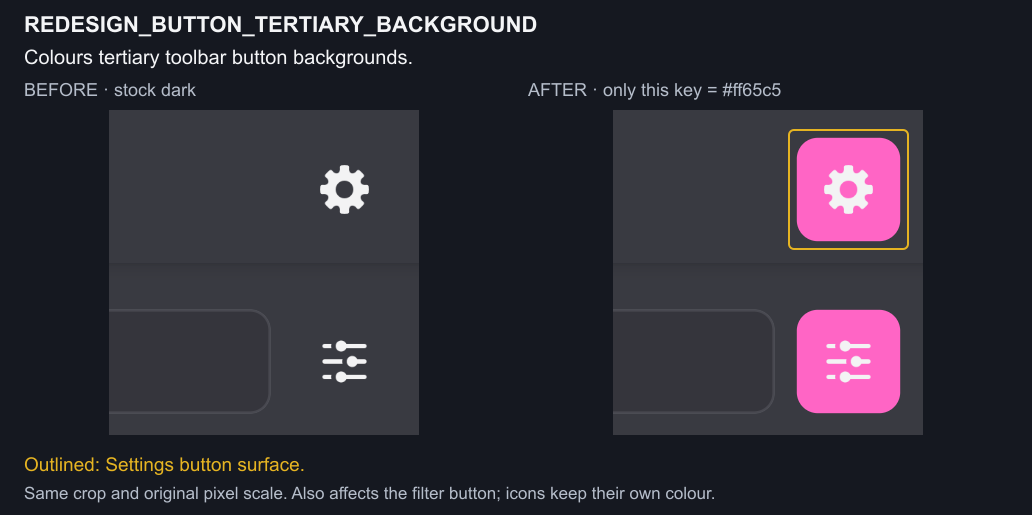 REDESIGN_BUTTON_TERTIARY_BACKGROUND
Colours tertiary toolbar button backgrounds.
BEFORE · stock dark
AFTER · only this key = #ff65c5
Outlined: Settings button surface.
Same crop and original pixel scale. Also affects the filter button; icons keep their own colour.